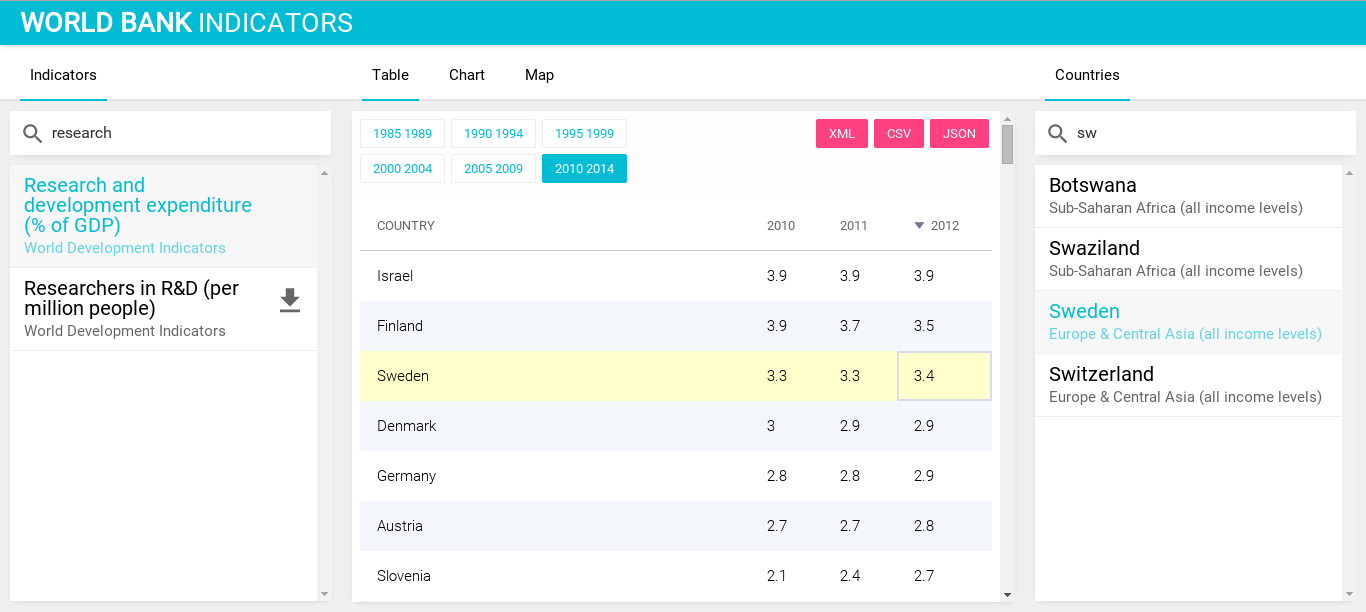 WORLD BANK INDICATORS
Indicators
Table Chart Map
Countries
research
Research and
development expenditure
(% of GDP)
World Development Indicators
Researchers in R&D (per
million people)
World Development Indicators
1985 1989 1990 1994 1995 1999
XML CSV JSON
2000 2004 2005 2009 2010 2014
COUNTRY 2010 2011 2012
Israel 3.9 3.9 3.9
Finland 3.9 3.7 3.5
Sweden 3.3 3.3 3.4
Denmark 3 2.9 2.9
Germany 2.8 2.8 2.9
Austria 2.7 2.7 2.8
Slovenia 2.1 2.4 2.7
sw
Botswana
Sub-Saharan Africa (all income levels)
Swaziland
Sub-Saharan Africa (all income levels)
Sweden
Europe & Central Asia (all income levels)
Switzerland
Europe & Central Asia (all income levels)